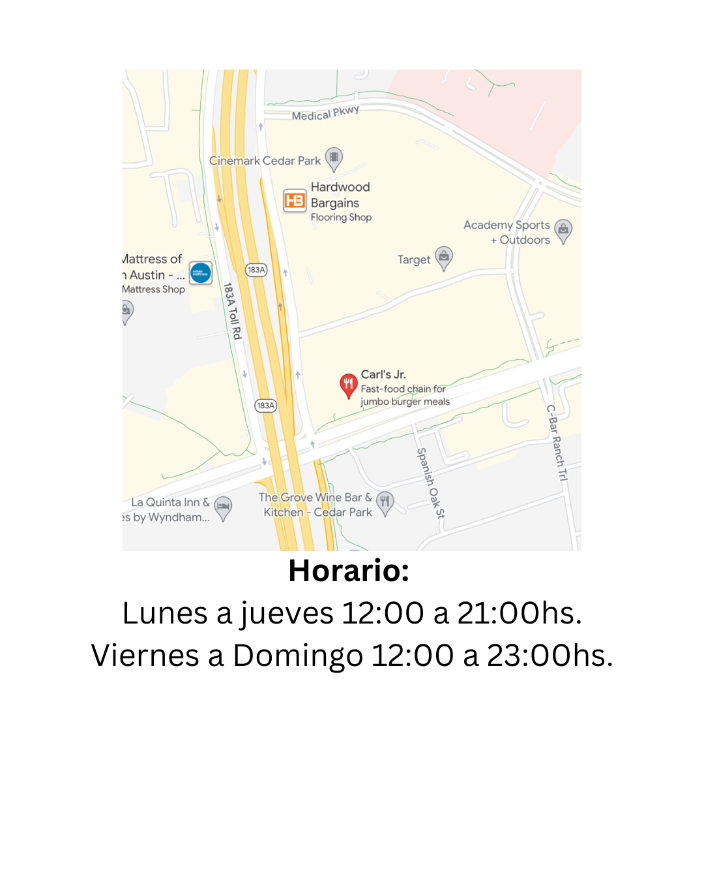 Medical Pkwy
Cinemark Cedar Park
HB
Hardwood
Bargains
Flooring Shop
Academy Sports
+ Outdoors
Target
Mattress of
n Austin - ...
Mattress Shop
183A
183A Toll Rd
Carl's Jr.
Fast-food chain for
jumbo burger meals
183A
C-Bar Ranch Trl
Spanish Oak St
La Quinta Inn &
es by Wyndham...
The Grove Wine Bar &
Kitchen - Cedar Park
Horario:
Lunes a jueves 12:00 a 21:00hs.
Viernes a Domingo 12:00 a 23:00hs.